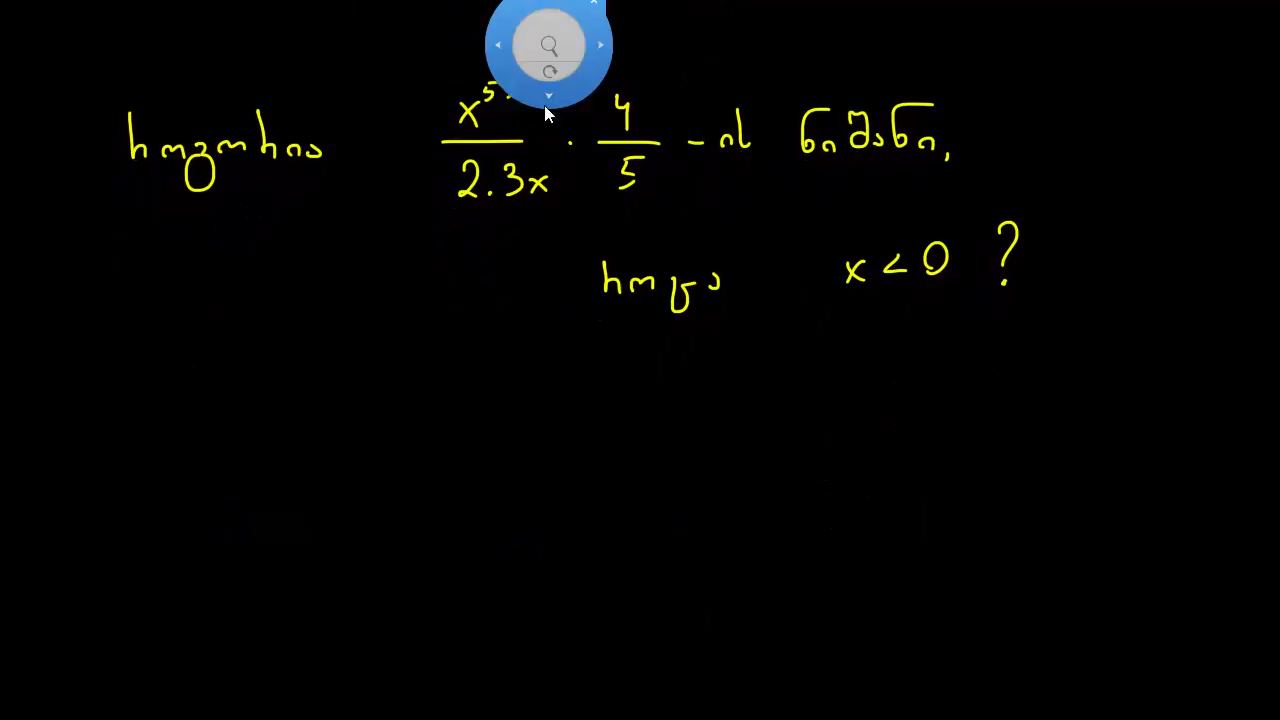 როგორია x⁵ / 2.3x · 4/5 - ის ნიშანი,
როცა x < 0 ?